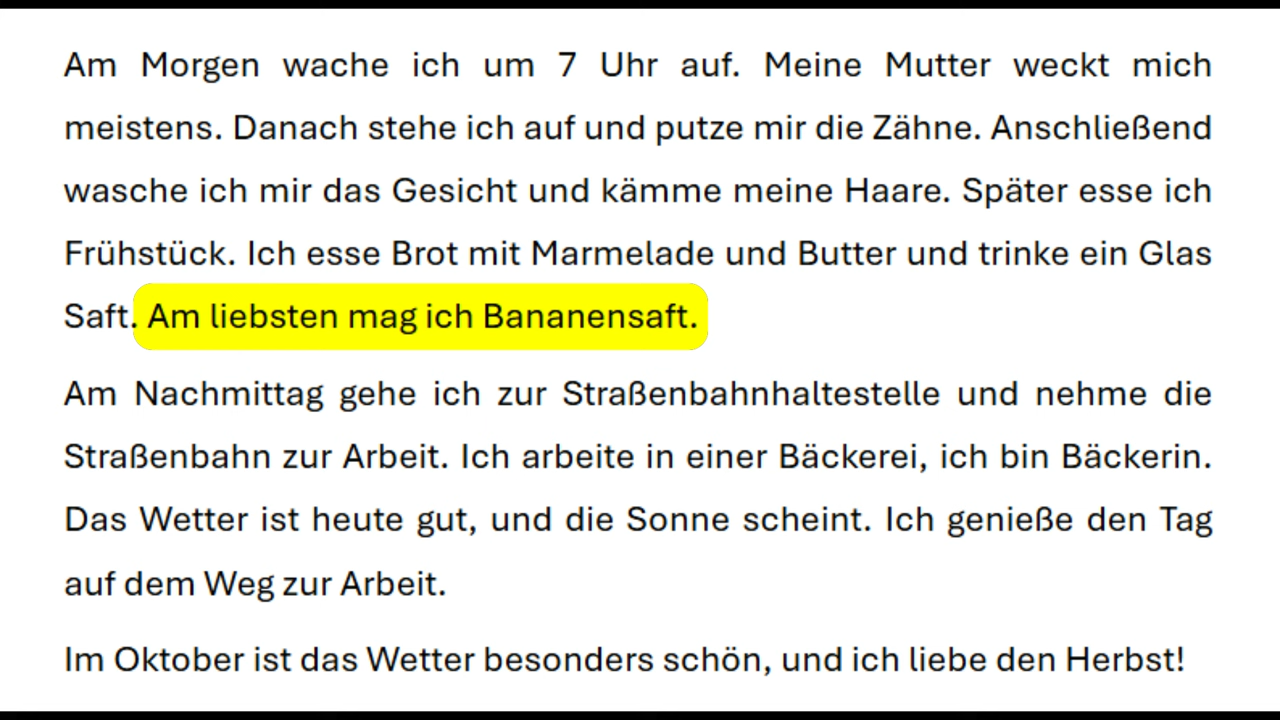 Am Morgen wache ich um 7 Uhr auf. Meine Mutter weckt mich
meistens. Danach stehe ich auf und putze mir die Zähne. Anschließend
wasche ich mir das Gesicht und kämme meine Haare. Später esse ich
Frühstück. Ich esse Brot mit Marmelade und Butter und trinke ein Glas
Saft. Am liebsten mag ich Bananensaft.
Am Nachmittag gehe ich zur Straßenbahnhaltestelle und nehme die
Straßenbahn zur Arbeit. Ich arbeite in einer Bäckerei, ich bin Bäckerin.
Das Wetter ist heute gut, und die Sonne scheint. Ich genieße den Tag
auf dem Weg zur Arbeit.
Im Oktober ist das Wetter besonders schön, und ich liebe den Herbst!